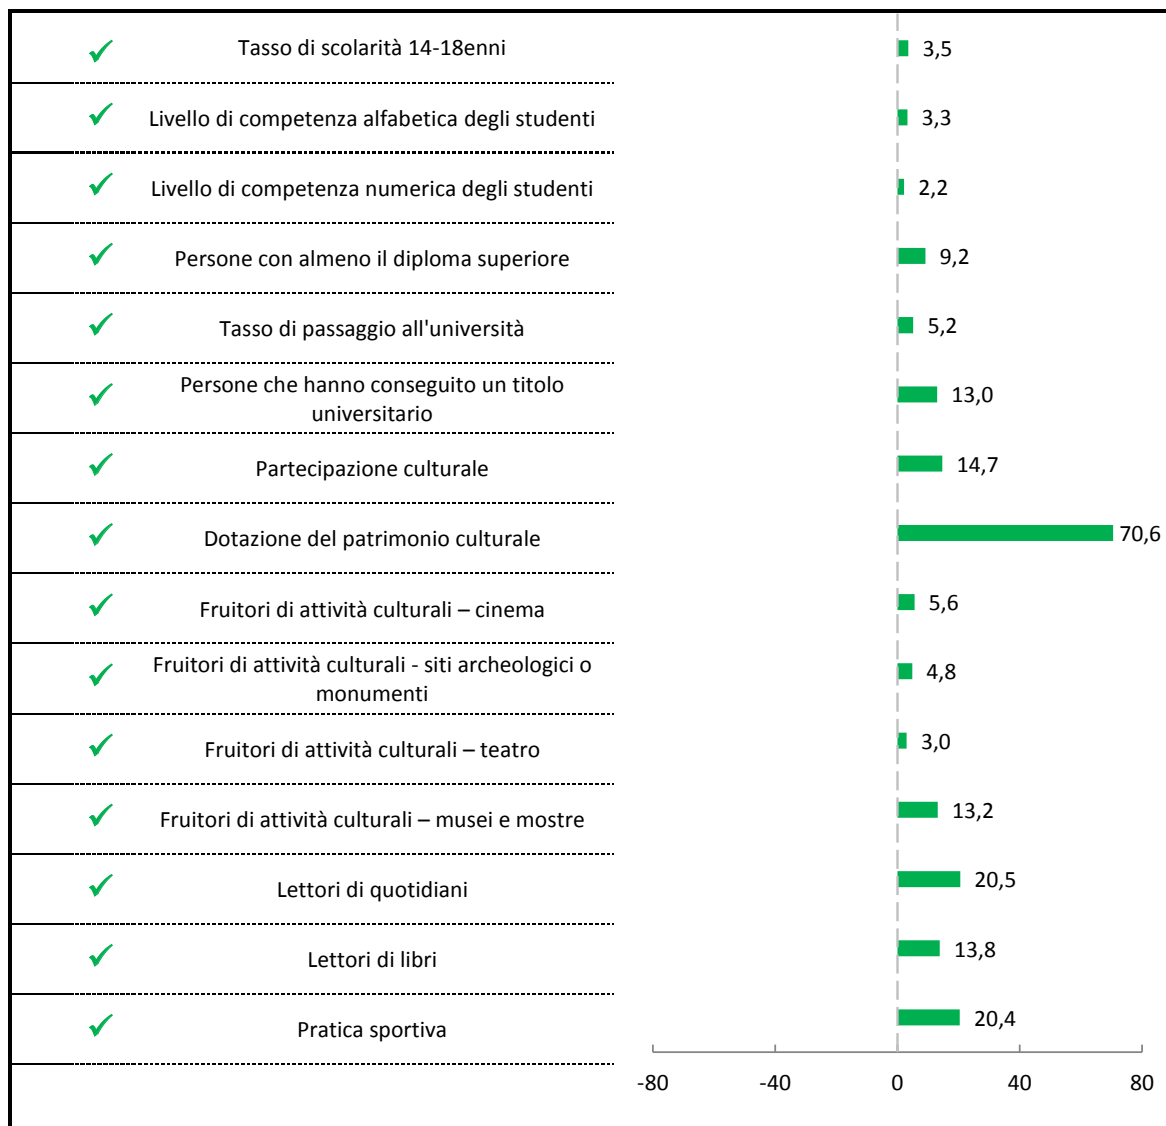 Tasso di scolarità 14-18enni
3,5
Livello di competenza alfabetica degli studenti
3,3
Livello di competenza numerica degli studenti
2,2
Persone con almeno il diploma superiore
9,2
Tasso di passaggio all'università
5,2
Persone che hanno conseguito un titolo
universitario
13,0
Partecipazione culturale
14,7
Dotazione del patrimonio culturale
70,6
Fruitori di attività culturali – cinema
5,6
Fruitori di attività culturali - siti archeologici o
monumenti
4,8
Fruitori di attività culturali – teatro
3,0
Fruitori di attività culturali – musei e mostre
13,2
Lettori di quotidiani
20,5
Lettori di libri
13,8
Pratica sportiva
20,4
-80 -40 0 40 80